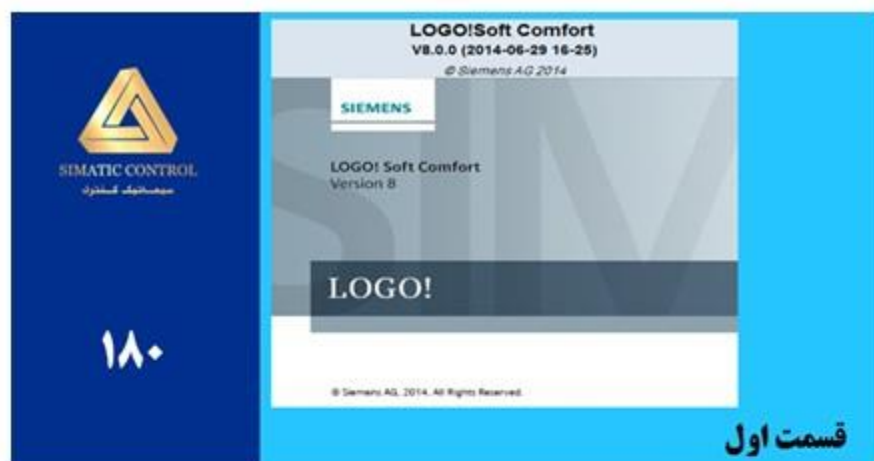 SIMATIC CONTROL
سیماتیک کنترل
۱۸۰
LOGO!Soft Comfort
V8.0.0 (2014-06-29 16-25)
© Siemens AG 2014
SIEMENS
LOGO! Soft Comfort
Version 8
SIM
LOGO!
© Siemens AG, 2014, All Rights Reserved.
قسمت اول